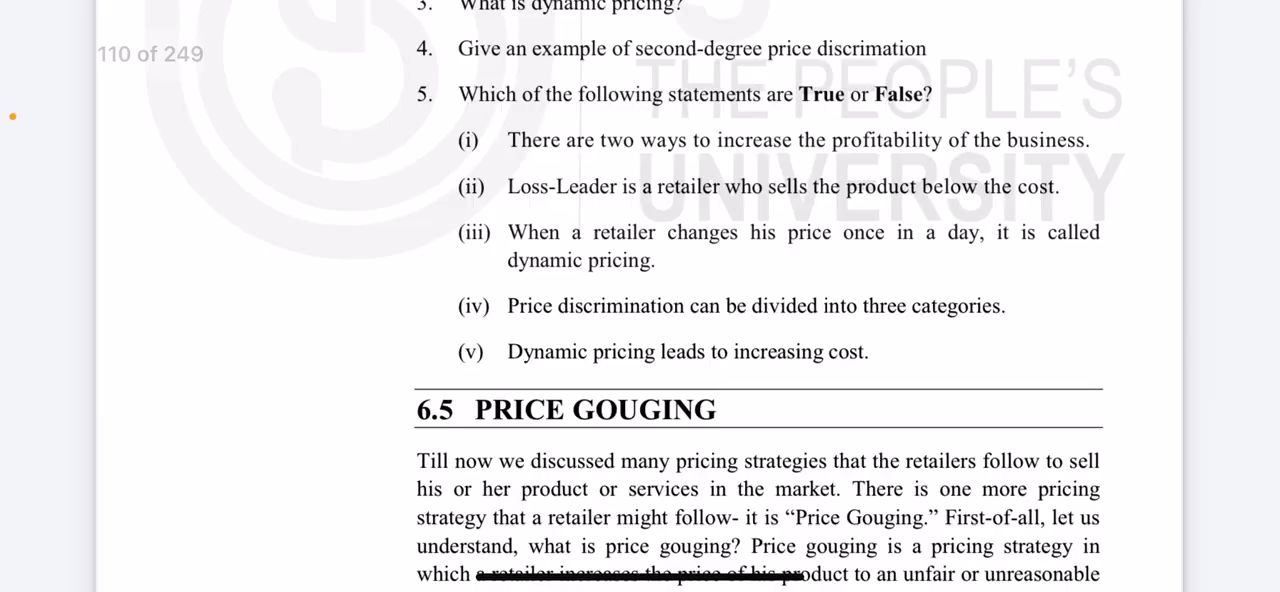 3. What is dynamic pricing?
110 of 249
4. Give an example of second-degree price discrimation
THE PEOPLE'S
5. Which of the following statements are True or False?
(i) There are two ways to increase the profitability of the business.
UNIVERSITY
(ii) Loss-Leader is a retailer who sells the product below the cost.
(iii) When a retailer changes his price once in a day, it is called
dynamic pricing.
(iv) Price discrimination can be divided into three categories.
(v) Dynamic pricing leads to increasing cost.
6.5 PRICE GOUGING
Till now we discussed many pricing strategies that the retailers follow to sell
his or her product or services in the market. There is one more pricing
strategy that a retailer might follow- it is “Price Gouging.” First-of-all, let us
understand, what is price gouging? Price gouging is a pricing strategy in
which a retailer increases the price of his product to an unfair or unreasonable